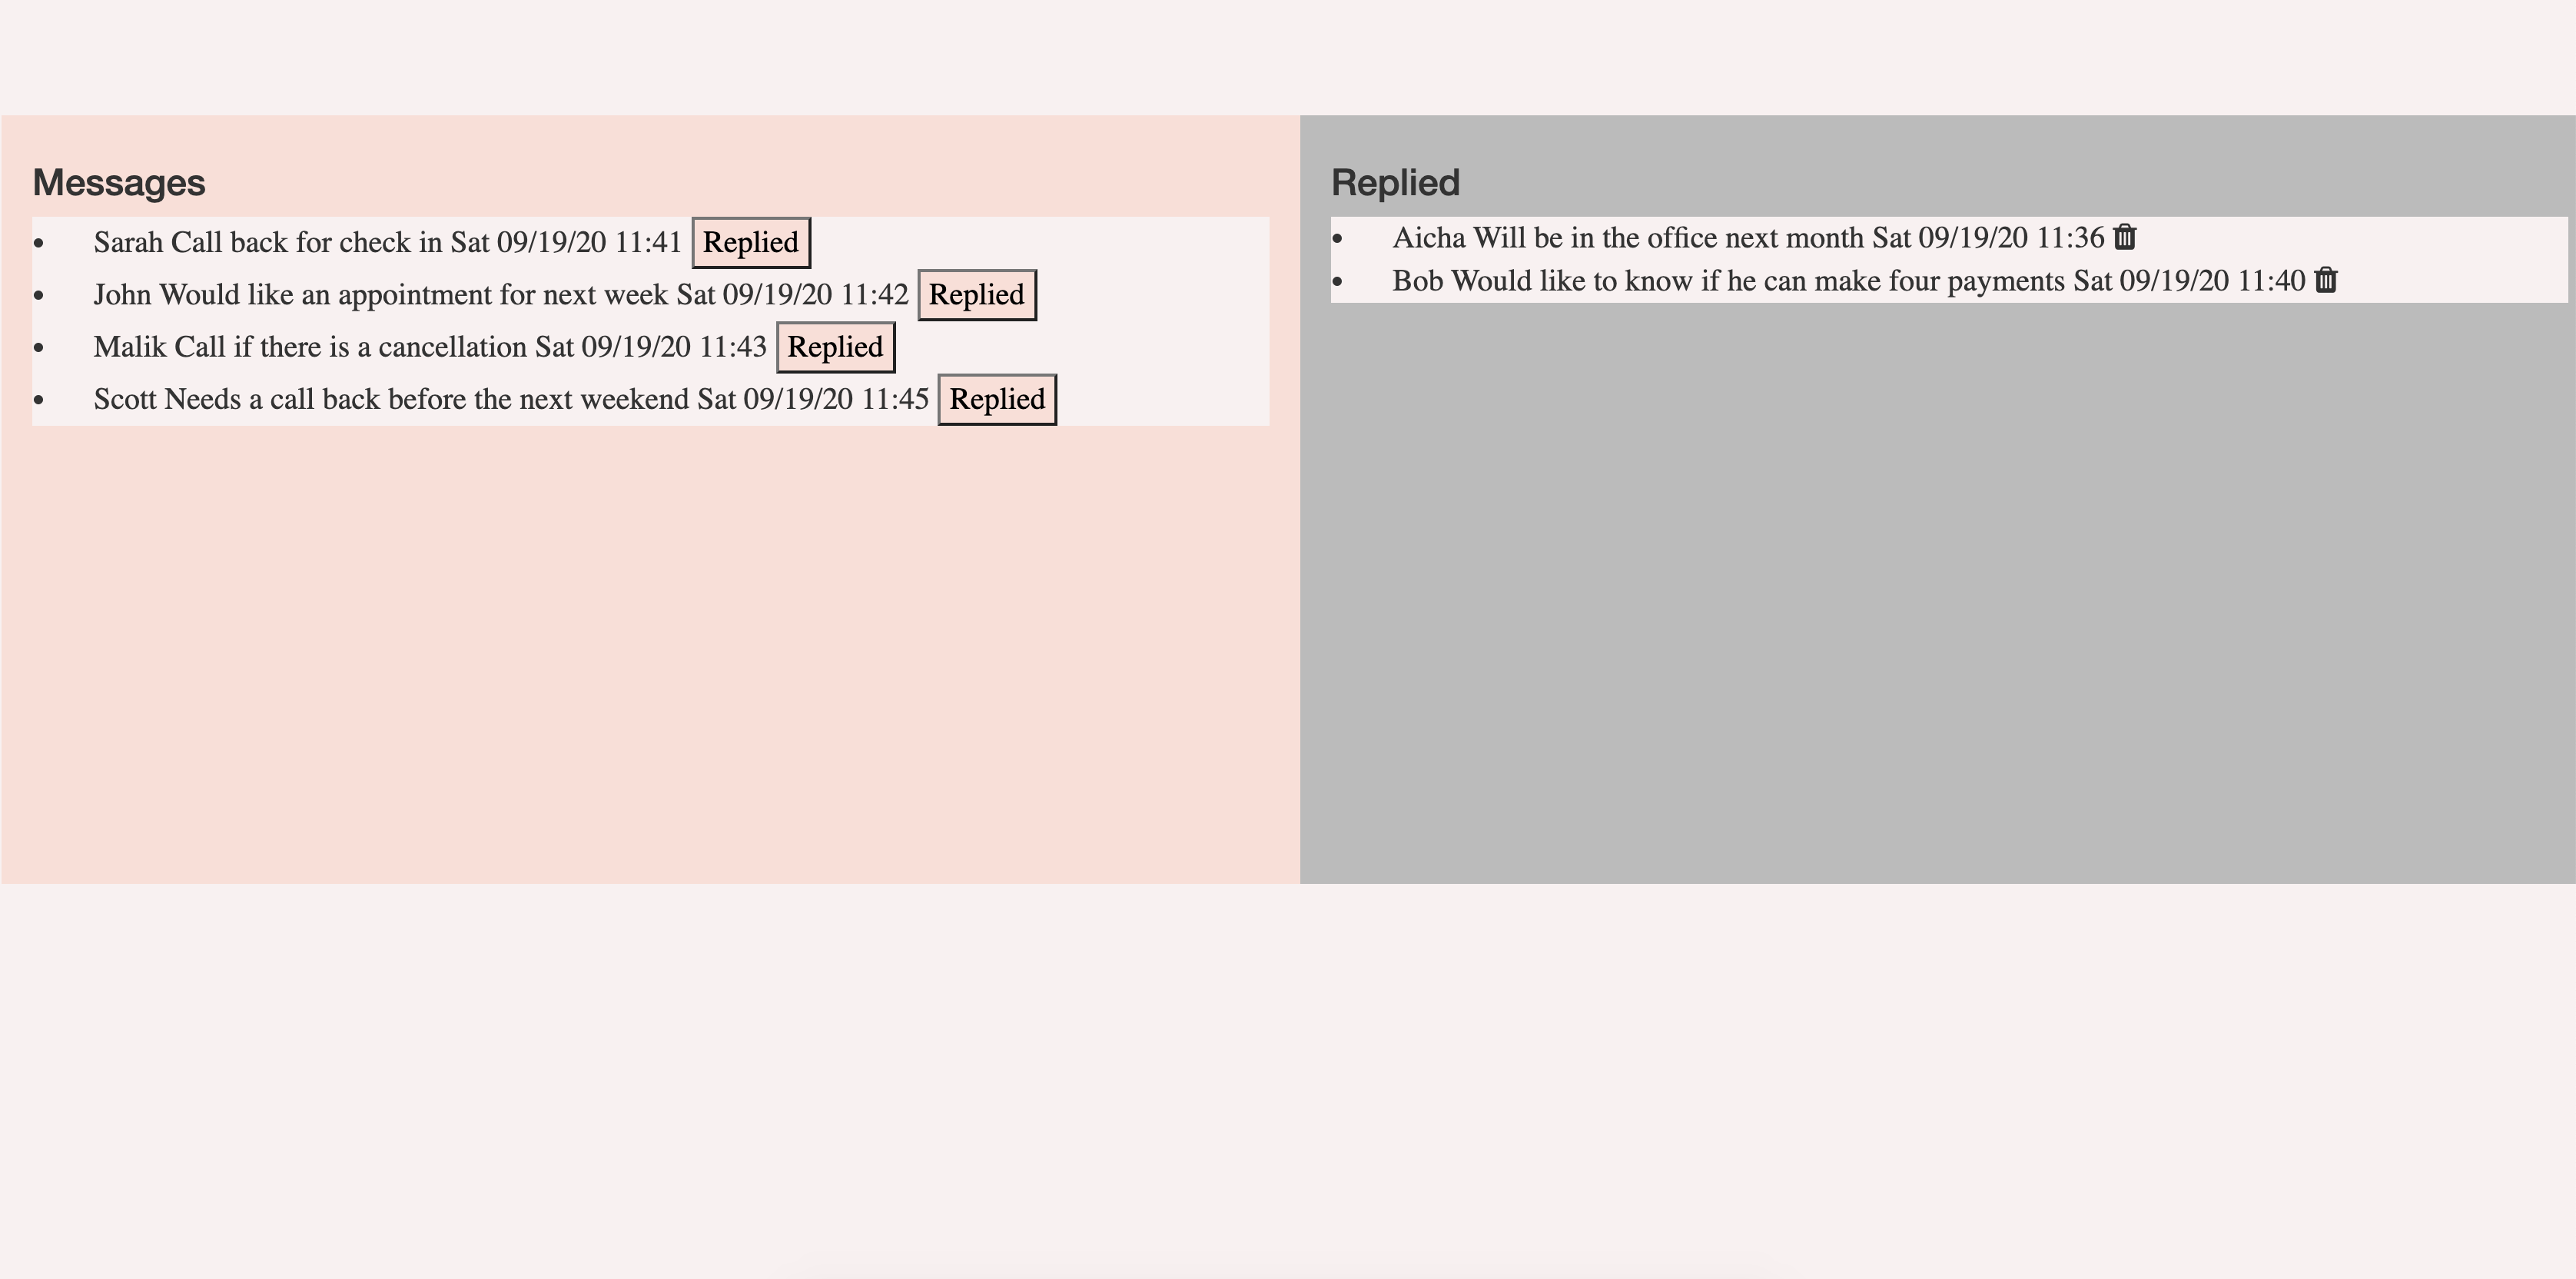 Messages
• Sarah Call back for check in Sat 09/19/20 11:41 Replied
• John Would like an appointment for next week Sat 09/19/20 11:42 Replied
• Malik Call if there is a cancellation Sat 09/19/20 11:43 Replied
• Scott Needs a call back before the next weekend Sat 09/19/20 11:45 Replied
Replied
• Aicha Will be in the office next month Sat 09/19/20 11:36
• Bob Would like to know if he can make four payments Sat 09/19/20 11:40